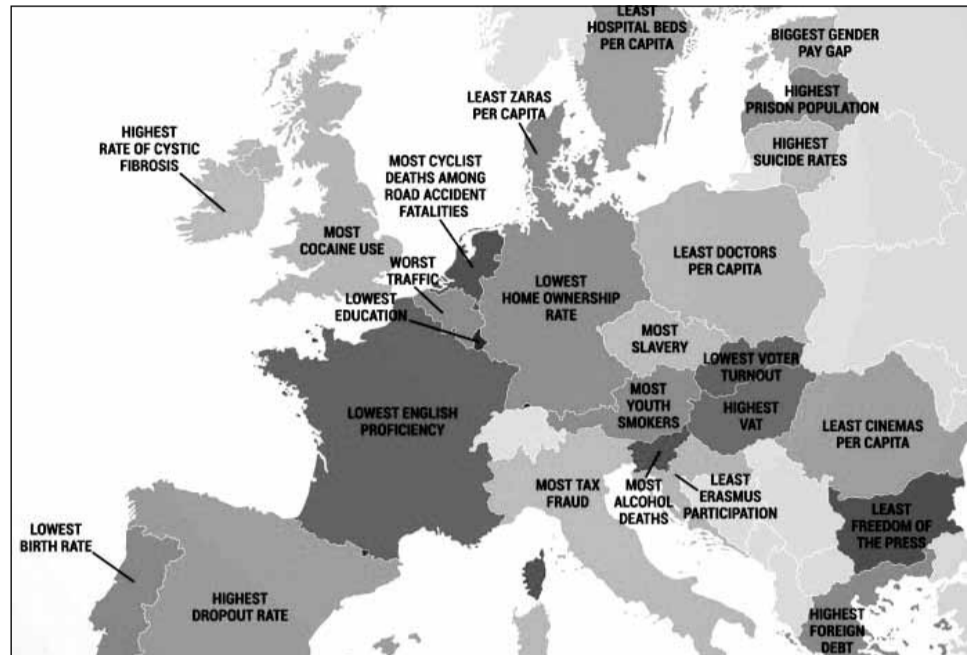 LEAST
HOSPITAL BEDS
PER CAPITA
BIGGEST GENDER
PAY GAP
HIGHEST
PRISON POPULATION
HIGHEST
SUICIDE RATES
LEAST ZARAS
PER CAPITA
HIGHEST
RATE OF CYSTIC
FIBROSIS
MOST CYCLIST
DEATHS AMONG
ROAD ACCIDENT
FATALITIES
MOST
COCAINE USE
WORST
TRAFFIC
LOWEST
EDUCATION
LOWEST
HOME OWNERSHIP
RATE
LEAST DOCTORS
PER CAPITA
MOST
SLAVERY
LOWEST VOTER
TURNOUT
MOST
YOUTH
SMOKERS
HIGHEST
VAT
LOWEST ENGLISH
PROFICIENCY
LEAST CINEMAS
PER CAPITA
MOST TAX
FRAUD
MOST
ALCOHOL
DEATHS
LEAST
ERASMUS
PARTICIPATION
LEAST
FREEDOM OF
THE PRESS
LOWEST
BIRTH RATE
HIGHEST
DROPOUT RATE
HIGHEST
FOREIGN
DEBT